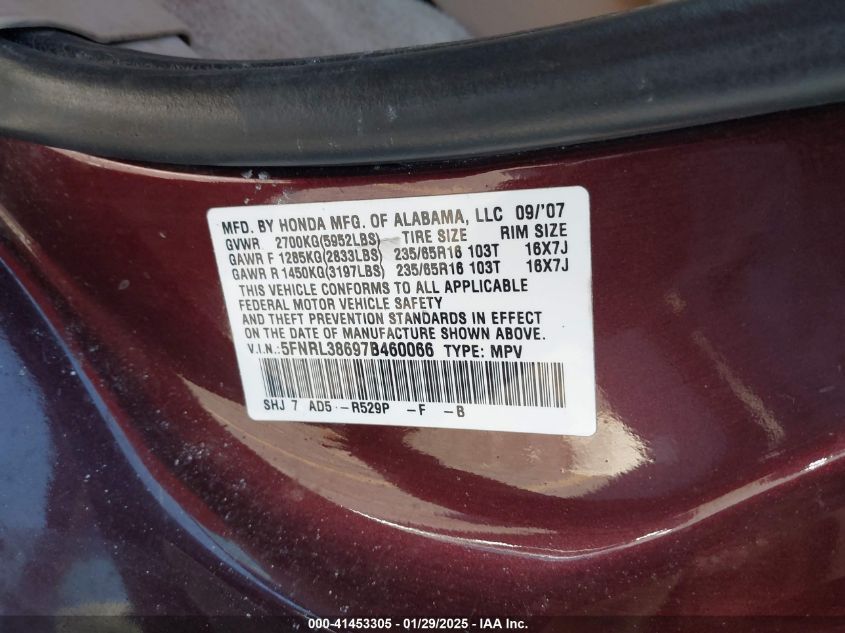 MFD. BY HONDA MFG. OF ALABAMA, LLC 09/'07
GVWR 2700KG(5952LBS) TIRE SIZE RIM SIZE
GAWR F 1285KG(2833LBS) 235/65R16 103T 16X7J
GAWR R 1450KG(3197LBS) 235/65R16 103T 16X7J
THIS VEHICLE CONFORMS TO ALL APPLICABLE
FEDERAL MOTOR VEHICLE SAFETY
AND THEFT PREVENTION STANDARDS IN EFFECT
ON THE DATE OF MANUFACTURE SHOWN ABOVE.
V.I.N.: 5FNRL38697B460066 TYPE: MPV
SHJ 7 AD5 -R529P -F -B
000-41453305 - 01/29/2025 - IAA Inc.